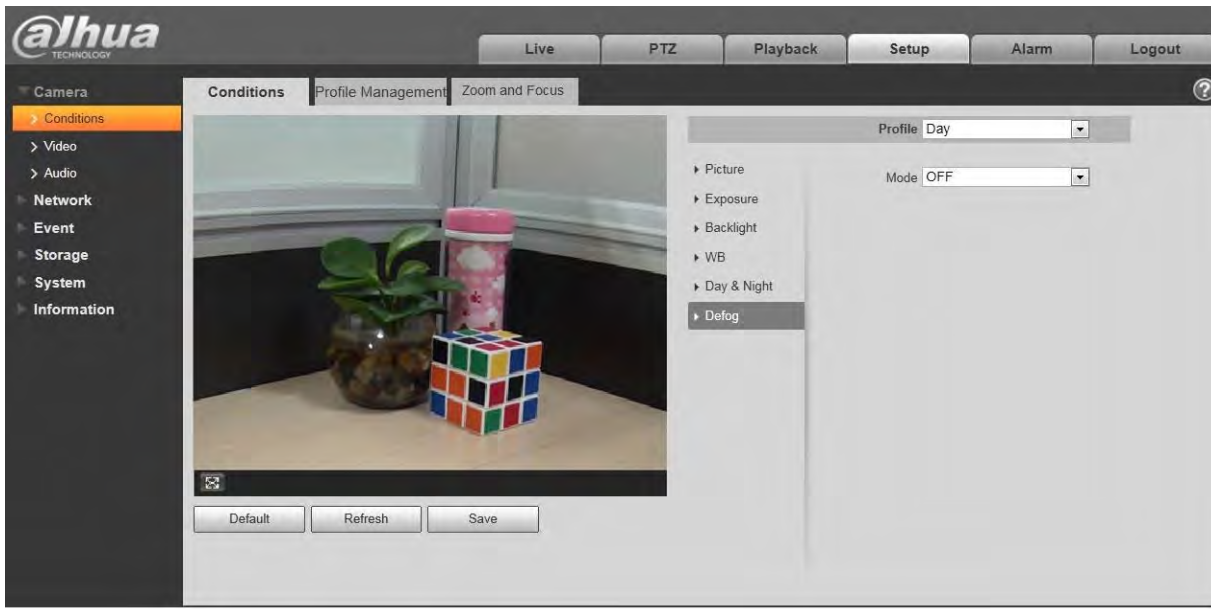 alhua
TECHNOLOGY
Live
PTZ
Playback
Setup
Alarm
Logout
Camera
Conditions
Video
Audio
Network
Event
Storage
System
Information
Conditions
Profile Management
Zoom and Focus
?
Profile Day
Picture
Exposure
Backlight
WB
Day & Night
Defog
Mode OFF
Default
Refresh
Save